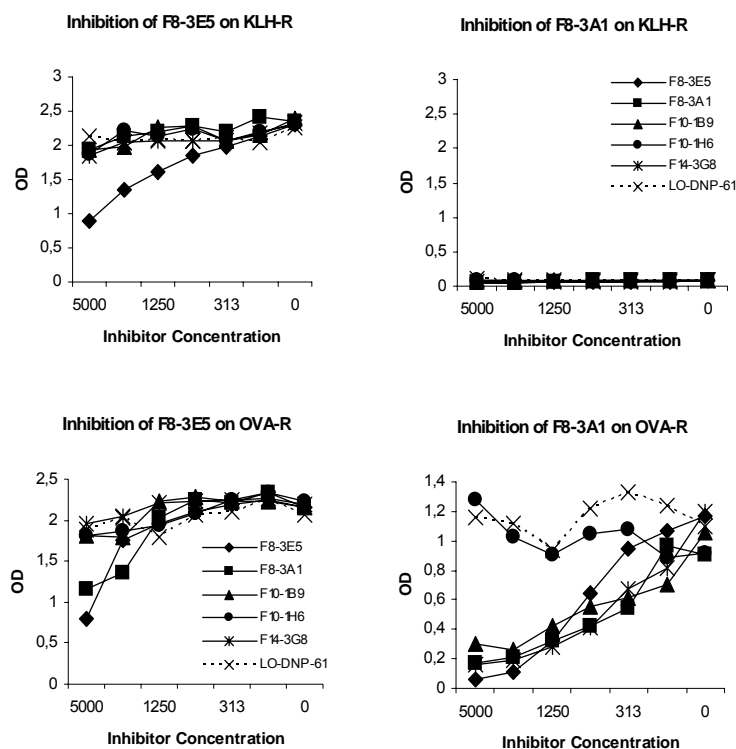 Inhibition of F8-3E5 on KLH-R
3
2,5
2
1,5
1
0,5
0
OD
5000 1250 313 0
Inhibitor Concentration
Inhibition of F8-3A1 on KLH-R
3
2,5
2
1,5
1
0,5
0
OD
F8-3E5
F8-3A1
F10-1B9
F10-1H6
F14-3G8
LO-DNP-61
5000 1250 313 0
Inhibitor Concentration
Inhibition of F8-3E5 on OVA-R
2,5
2
1,5
1
0,5
0
OD
F8-3E5
F8-3A1
F10-1B9
F10-1H6
F14-3G8
LO-DNP-61
5000 1250 313 0
Inhibitor Concentration
Inhibition of F8-3A1 on OVA-R
1,4
1,2
1
0,8
0,6
0,4
0,2
0
OD
5000 1250 313 0
Inhibitor Concentration